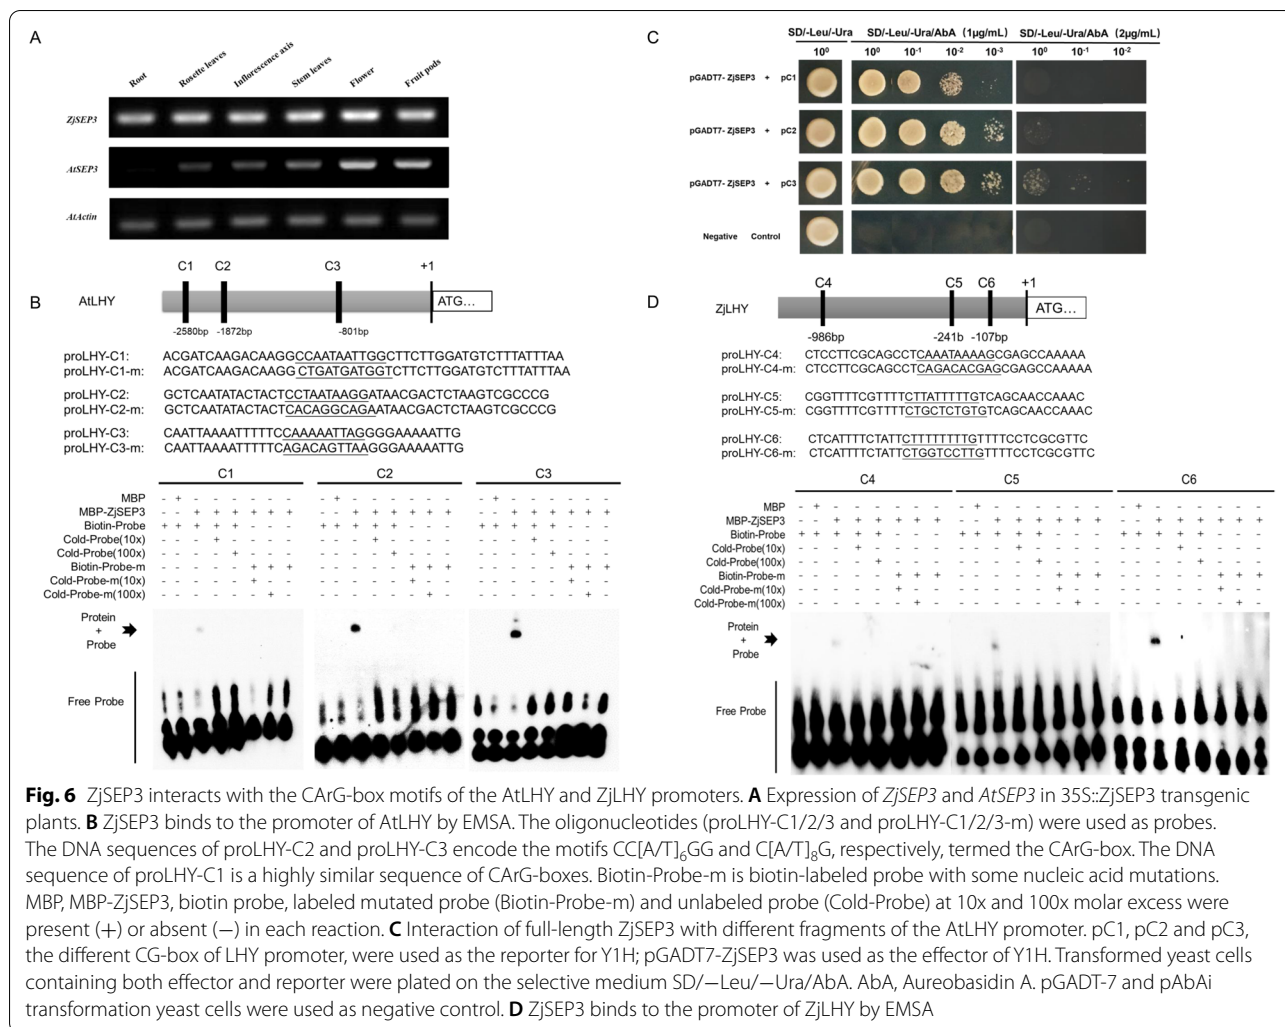 A
Root Rosette leaves Inflorescence axis Stem leaves Flower Fruit pods
ZjSEP3
AtSEP3
AtActin
B
C1 C2 C3 +1
AtLHY
ATG...
-2580bp -1872bp -801bp
proLHY-C1: ACGATCAAGACAAGGCCAATAATTGGCTTCTTGGATGTCTTTATTTAA
proLHY-C1-m: ACGATCAAGACAAGG CTGATGATGGTCTTCTTGGATGTCTTTATTTAA
proLHY-C2: GCTCAATATACTACTCCTAATAAGGATAACGACTCTAAGTCGCCCG
proLHY-C2-m: GCTCAATATACTACTCACAGGCAGAATAACGACTCTAAGTCGCCCG
proLHY-C3: CAATTAAAATTTTTCCAAAAATTAGGGGAAAAATTG
proLHY-C3-m: CAATTAAAATTTTTCAGACAGTTAAGGGAAAAATTG
C1 C2 C3
MBP - + - - - - - - - + - - - - - - - + - - - - - -
MBP-ZjSEP3 - - + + + + + + - - + + + + + + - - + + + + + +
Biotin-Probe + + + + + - - - + + + + + - - - + + + + + - - -
Cold-Probe(10x) - - - + - - - - - - - + - - - - - - - + - - - -
Cold-Probe(100x) - - - - + - - - - - - - + - - - - - - - + - - -
Biotin-Probe-m - - - - - + + + - - - - - + + + - - - - - + + +
Cold-Probe-m(10x) - - - - - + - - - - - - - + - - - - - - - + - -
Cold-Probe-m(100x) - - - - - - + - - - - - - - + - - - - - - - + -
Protein
+
Probe
Free Probe
C
SD/-Leu/-Ura SD/-Leu/-Ura/AbA (1μg/mL) SD/-Leu/-Ura/AbA (2μg/mL)
10⁰ 10⁰ 10⁻¹ 10⁻² 10⁻³ 10⁰ 10⁻¹ 10⁻²
pGADT7- ZjSEP3 + pC1
pGADT7- ZjSEP3 + pC2
pGADT7- ZjSEP3 + pC3
Negative Control
D
C4 C5 C6 +1
ZjLHY
ATG...
-986bp -241b -107bp
proLHY-C4: CTCCTTCGCAGCCTCAAATAAAAGCGAGCCAAAAA
proLHY-C4-m: CTCCTTCGCAGCCTCAGACACGAGCGAGCCAAAAA
proLHY-C5: CGGTTTTCGTTTTCTTATTTTTGTCAGCAACCAAAC
proLHY-C5-m: CGGTTTTCGTTTTCTGCTCTGTGTCAGCAACCAAAC
proLHY-C6: CTCATTTTCTATTCTTTTTTTTGTTTTCCTCGCGTTC
proLHY-C6-m: CTCATTTTCTATTCTGGTCCTTGTTTTCCTCGCGTTC
C4 C5 C6
MBP - + - - - - - - - + - - - - - - - + - - - - - -
MBP-ZjSEP3 - - + + + + + + - - + + + + + + - - + + + + + +
Biotin-Probe + + + + + - - - + + + + + - - - + + + + + - - -
Cold-Probe(10x) - - - + - - - - - - - + - - - - - - - + - - - -
Cold-Probe(100x) - - - - + - - - - - - - + - - - - - - - + - - -
Biotin-Probe-m - - - - - + + + - - - - - + + + - - - - - + + +
Cold-Probe-m(10x) - - - - - + - - - - - - - + - - - - - - - + - -
Cold-Probe-m(100x) - - - - - - + - - - - - - - + - - - - - - - + -
Protein
+
Probe
Free Probe
Fig. 6 ZjSEP3 interacts with the CArG-box motifs of the AtLHY and ZjLHY promoters. A Expression of ZjSEP3 and AtSEP3 in 35S::ZjSEP3 transgenic
plants. B ZjSEP3 binds to the promoter of AtLHY by EMSA. The oligonucleotides (proLHY-C1/2/3 and proLHY-C1/2/3-m) were used as probes.
The DNA sequences of proLHY-C2 and proLHY-C3 encode the motifs CC[A/T]₆GG and C[A/T]₈G, respectively, termed the CArG-box. The DNA
sequence of proLHY-C1 is a highly similar sequence of CArG-boxes. Biotin-Probe-m is biotin-labeled probe with some nucleic acid mutations.
MBP, MBP-ZjSEP3, biotin probe, labeled mutated probe (Biotin-Probe-m) and unlabeled probe (Cold-Probe) at 10x and 100x molar excess were
present (+) or absent (−) in each reaction. C Interaction of full-length ZjSEP3 with different fragments of the AtLHY promoter. pC1, pC2 and pC3,
the different CG-box of LHY promoter, were used as the reporter for Y1H; pGADT7-ZjSEP3 was used as the effector of Y1H. Transformed yeast cells
containing both effector and reporter were plated on the selective medium SD/−Leu/−Ura/AbA. AbA, Aureobasidin A. pGADT-7 and pAbAi
transformation yeast cells were used as negative control. D ZjSEP3 binds to the promoter of ZjLHY by EMSA